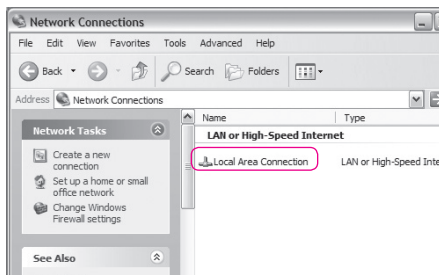 Network Connections
File Edit View Favorites Tools Advanced Help
Back Search Folders
Address Network Connections
Name Type
Network Tasks
LAN or High-Speed Internet
Create a new
connection
Local Area Connection LAN or High-Speed Inte
Set up a home or small
office network
Change Windows
Firewall settings
See Also